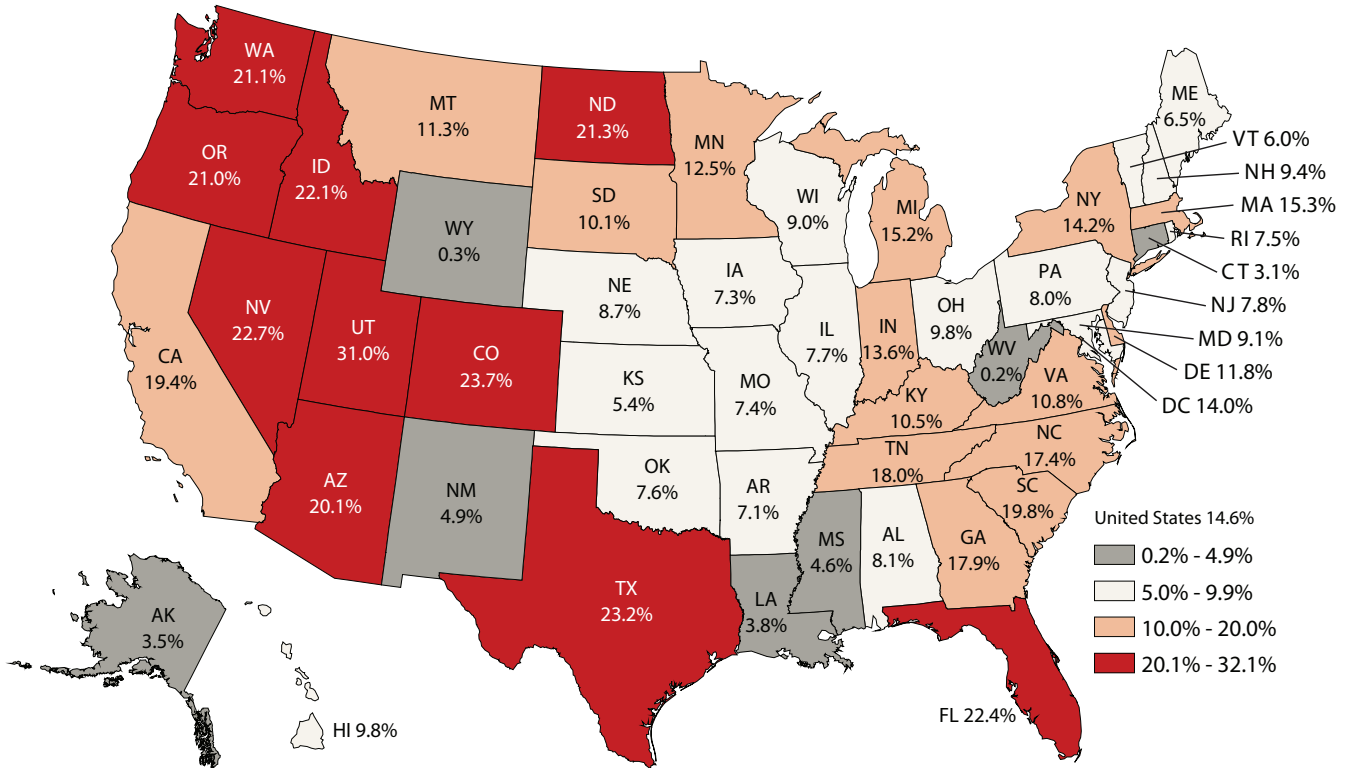 WA
21.1%
MT
11.3%
ND
21.3%
MN
12.5%
ME
6.5%
VT 6.0%
NH 9.4%
MA 15.3%
RI 7.5%
CT 3.1%
NJ 7.8%
MD 9.1%
DE 11.8%
DC 14.0%
OR
21.0%
ID
22.1%
WY
0.3%
SD
10.1%
WI
9.0%
MI
15.2%
NY
14.2%
NV
22.7%
UT
31.0%
CO
23.7%
NE
8.7%
IA
7.3%
IL
7.7%
IN
13.6%
OH
9.8%
PA
8.0%
WV
0.2%
VA
10.8%
CA
19.4%
KS
5.4%
MO
7.4%
KY
10.5%
TN
18.0%
NC
17.4%
SC
19.8%
AZ
20.1%
NM
4.9%
OK
7.6%
AR
7.1%
MS
4.6%
AL
8.1%
GA
17.9%
TX
23.2%
LA
3.8%
FL 22.4%
AK
3.5%
HI 9.8%
United States 14.6%
0.2% - 4.9%
5.0% - 9.9%
10.0% - 20.0%
20.1% - 32.1%